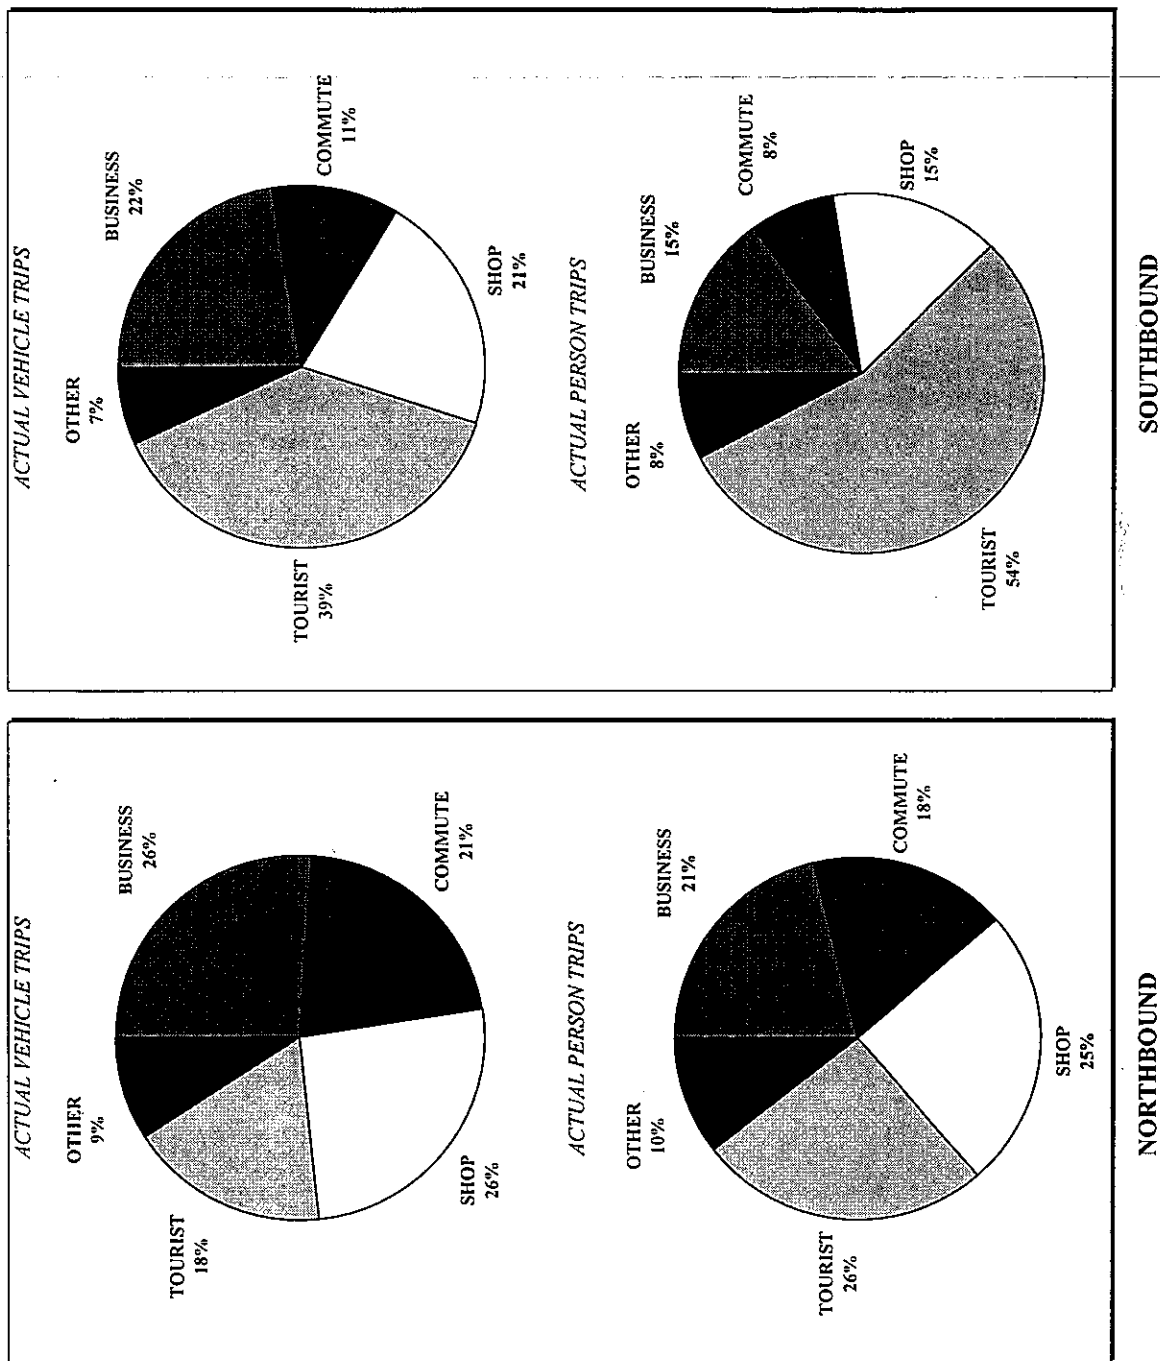 ACTUAL VEHICLE TRIPS
OTHER
9%
BUSINESS
26%
TOURIST
18%
COMMUTE
21%
SHOP
26%
ACTUAL PERSON TRIPS
OTHER
10%
BUSINESS
21%
COMMUTE
18%
TOURIST
26%
SHOP
25%
NORTHBOUND
ACTUAL VEHICLE TRIPS
OTHER
7%
BUSINESS
22%
COMMUTE
11%
TOURIST
39%
SHOP
21%
ACTUAL PERSON TRIPS
OTHER
8%
BUSINESS
15%
COMMUTE
8%
SHOP
15%
TOURIST
54%
SOUTHBOUND